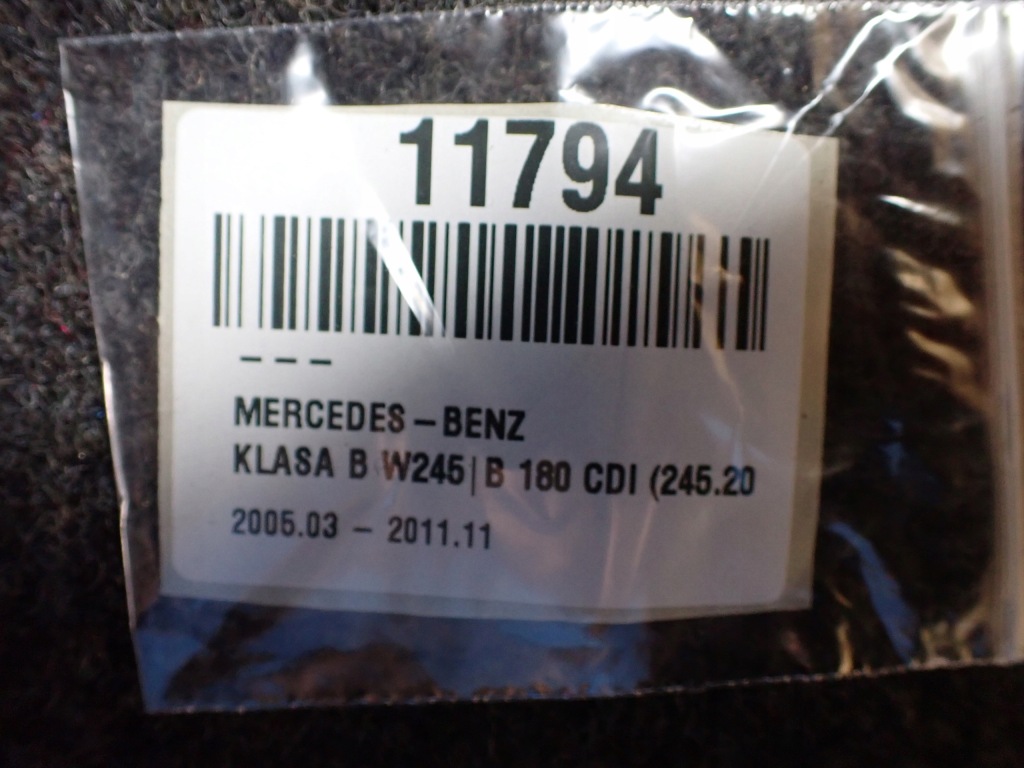 11794
---
MERCEDES-BENZ
KLASA B W245|B 180 CDI (245.20
2005.03 - 2011.11